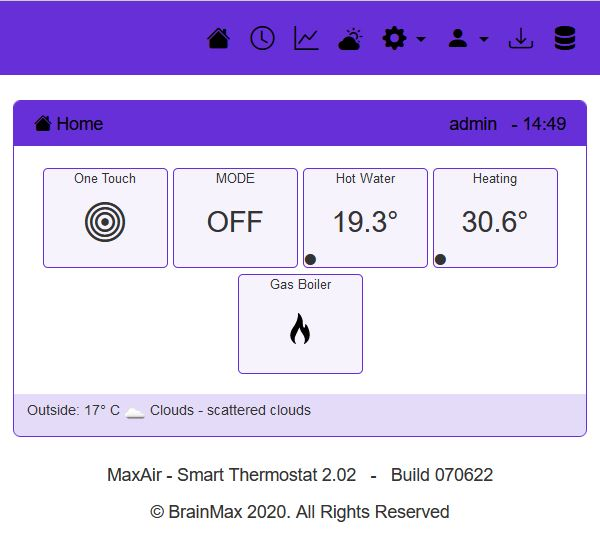 Home
admin - 14:49
One Touch
MODE
Hot Water
Heating
OFF
19.3°
30.6°
Gas Boiler
Outside: 17° C Clouds - scattered clouds
MaxAir - Smart Thermostat 2.02 - Build 070622
© BrainMax 2020. All Rights Reserved